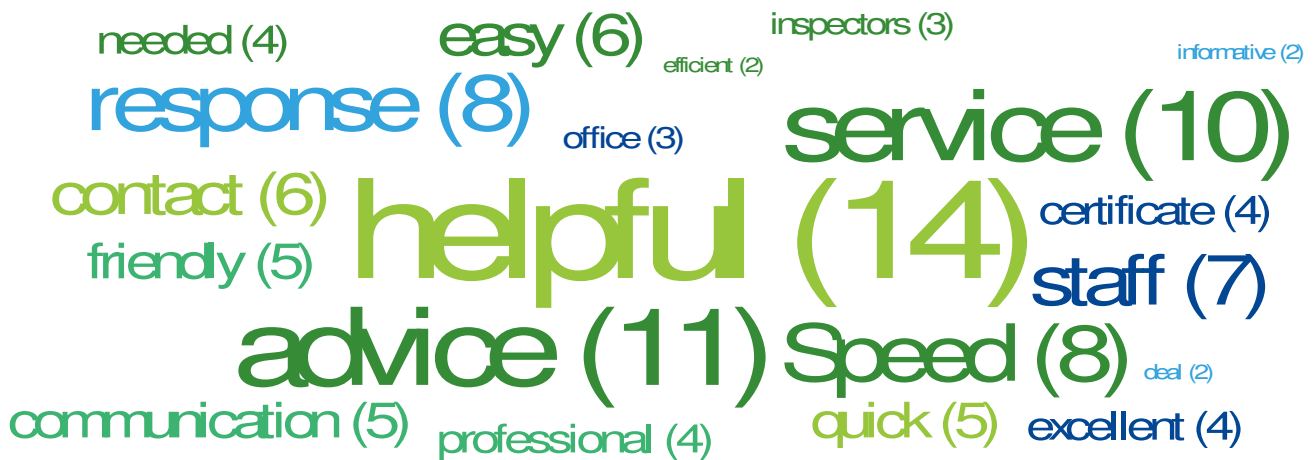 needed (4) easy (6) inspectors (3)
efficient (2) informative (2)
response (8) office (3) service (10)
contact (6) helpful (14) certificate (4)
friendly (5) staff (7)
advice (11) Speed (8) deal (2)
communication (5) professional (4) quick (5) excellent (4)